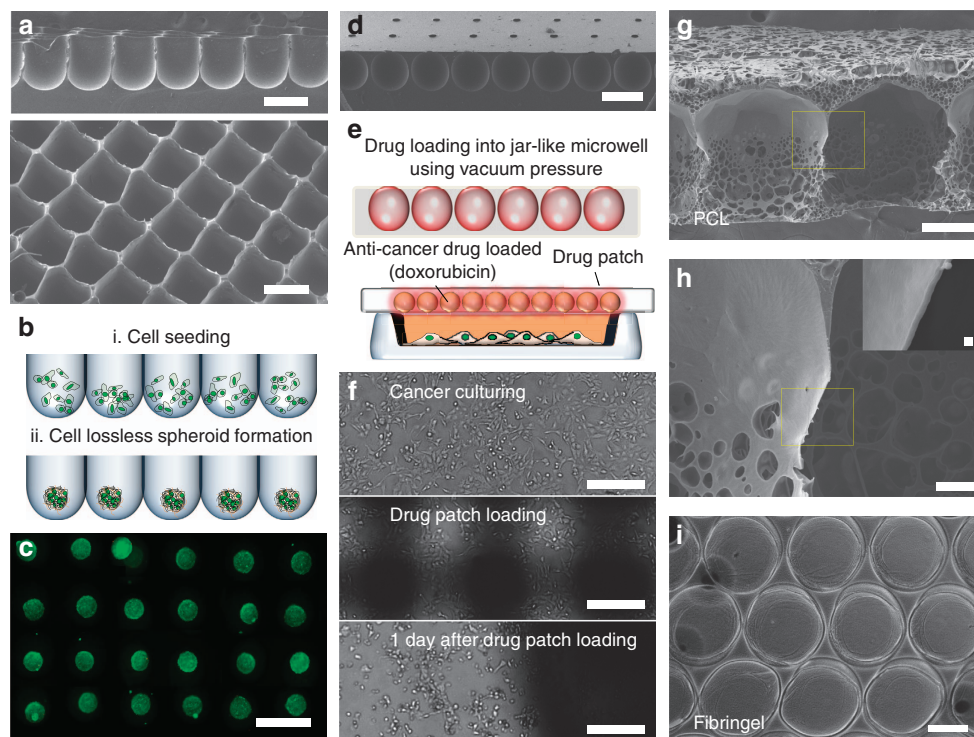 a
b
i. Cell seeding
ii. Cell lossless spheroid formation
c
d
e
Drug loading into jar-like microwell
using vacuum pressure
Anti-cancer drug loaded
(doxorubicin)
Drug patch
f
Cancer culturing
Drug patch loading
1 day after drug patch loading
g
PCL
h
i
Fibringel